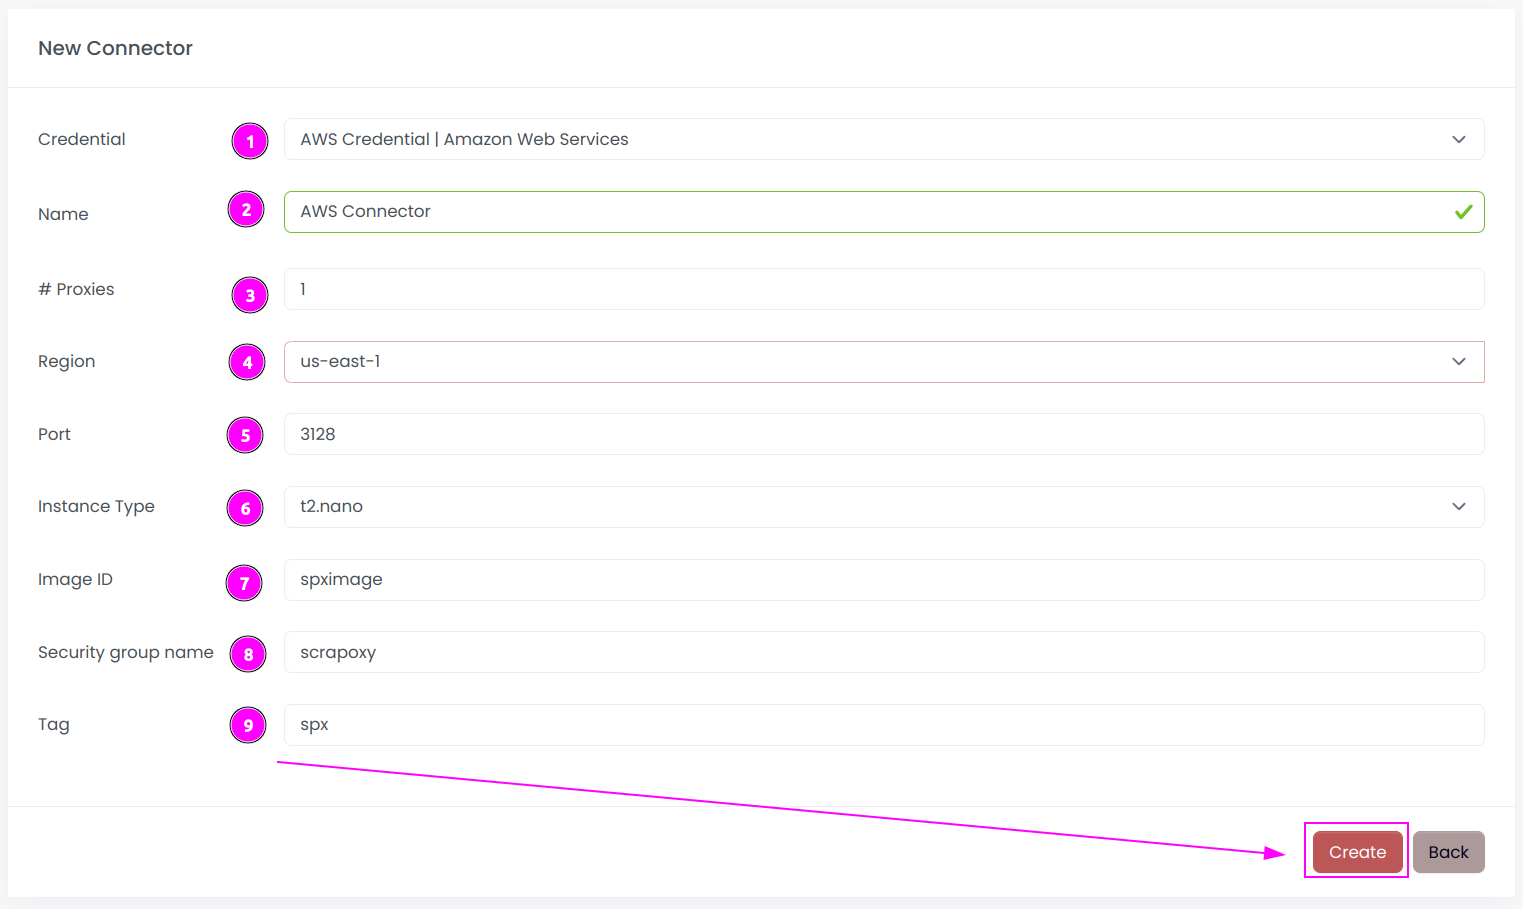 New Connector
Credential 1 AWS Credential | Amazon Web Services
Name 2 AWS Connector
# Proxies 3 1
Region 4 us-east-1
Port 5 3128
Instance Type 6 t2.nano
Image ID 7 spximage
Security group name 8 scrapoxy
Tag 9 spx
Create Back